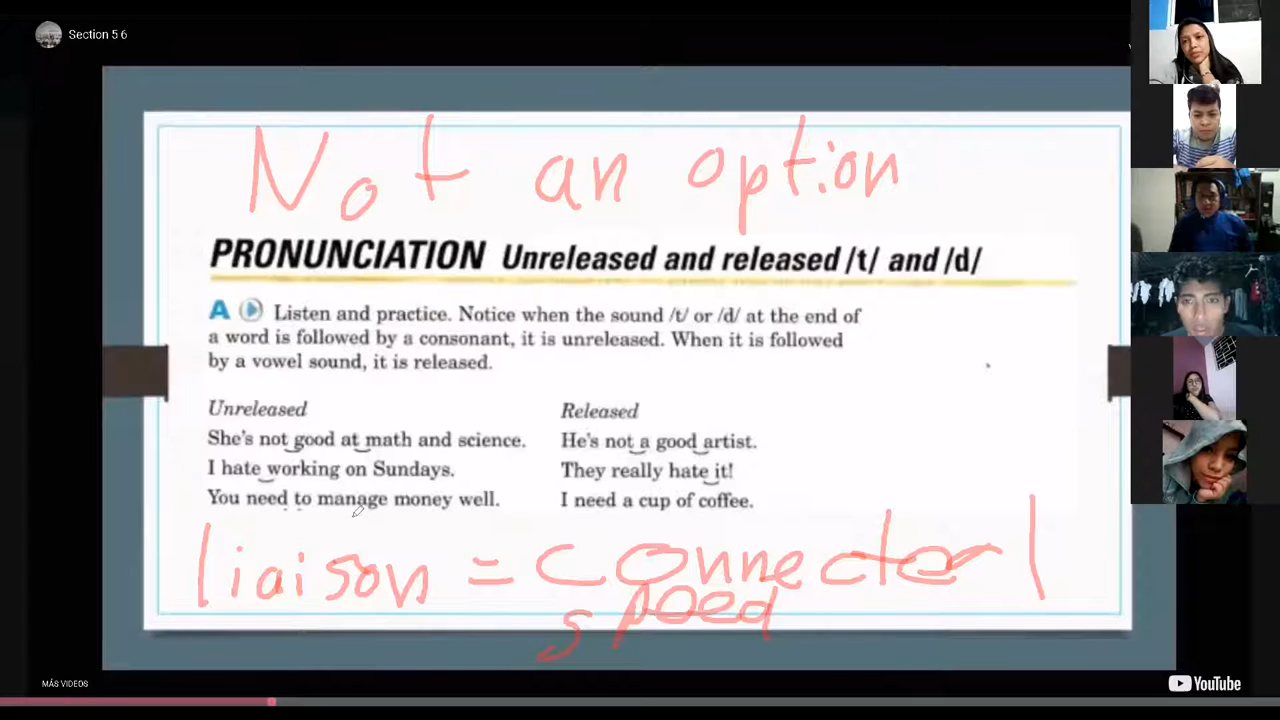 Section 5 6
Not an option
PRONUNCIATION Unreleased and released /t/ and /d/
A Listen and practice. Notice when the sound /t/ or /d/ at the end of
a word is followed by a consonant, it is unreleased. When it is followed
by a vowel sound, it is released.
Unreleased
She's not good at math and science.
I hate working on Sundays.
You need to manage money well.
Released
He's not a good artist.
They really hate it!
I need a cup of coffee.
liaison =
speed
MÁS VIDEOS
YouTube